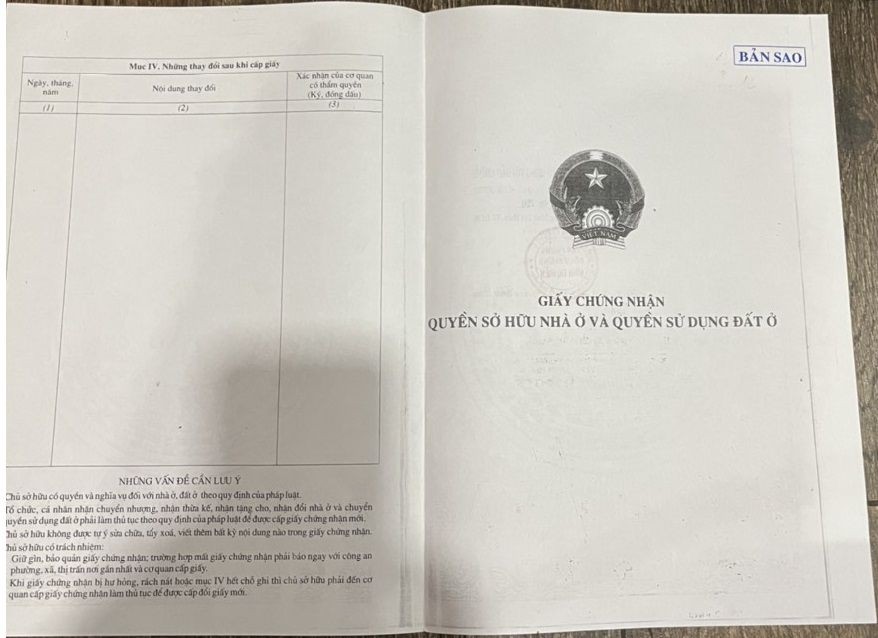 Mục IV. Những thay đổi sau khi cấp giấy
Ngày, tháng, năm
Nội dung thay đổi
Xác nhận của cơ quan
có thẩm quyền
(Ký, đóng dấu)
(1)
(2)
(3)
NHỮNG VẤN ĐỀ CẦN LƯU Ý
Chủ sở hữu có quyền và nghĩa vụ đối với nhà ở, đất ở theo quy định của pháp luật.
Tổ chức, cá nhân nhận chuyển nhượng, nhận thừa kế, nhận tặng cho, nhận đổi nhà ở và chuyển
quyền sử dụng đất ở phải làm thủ tục theo quy định của pháp luật để được cấp giấy chứng nhận mới.
Chủ sở hữu không được tự ý sửa chữa, tẩy xoá, viết thêm bất kỳ nội dung nào trong giấy chứng nhận.
Chủ sở hữu có trách nhiệm:
Giữ gìn, bảo quản giấy chứng nhận; trường hợp mất giấy chứng nhận phải báo ngay với công an
phường, xã, thị trấn nơi gần nhất và cơ quan cấp giấy.
Khi giấy chứng nhận bị hư hỏng, rách nát hoặc mục IV hết chỗ ghi thì chủ sở hữu phải đến cơ
quan cấp giấy chứng nhận làm thủ tục để được cấp đổi giấy mới.
BẢN SAO
VIỆT NAM
GIẤY CHỨNG NHẬN
QUYỀN SỞ HỮU NHÀ Ở VÀ QUYỀN SỬ DỤNG ĐẤT Ở